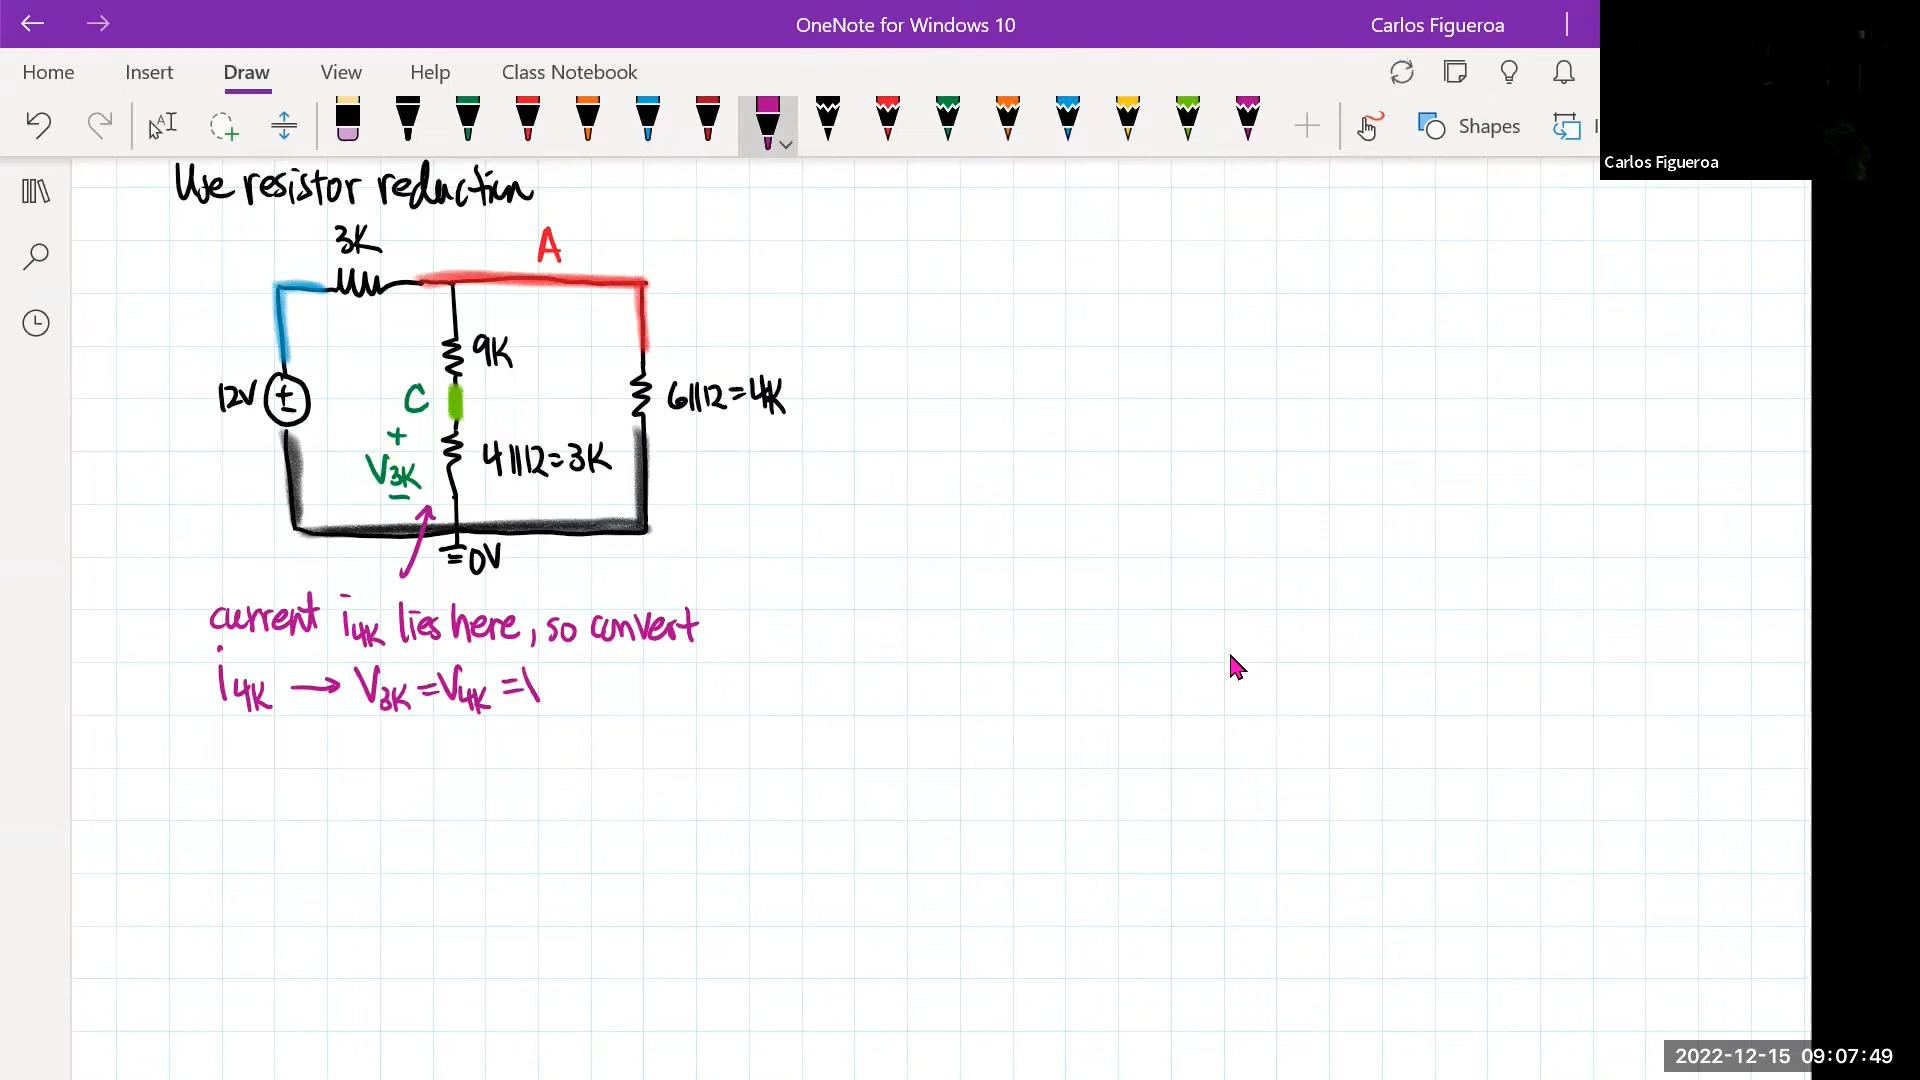 OneNote for Windows 10
Carlos Figueroa
Home Insert Draw View Help Class Notebook
Shapes
Carlos Figueroa
Use resistor reduction
3K
A
9K
12V
C
6||12=4K
+
V3K
4||12=3K
0V
current i4K lies here, so convert
i4K → V3K = V4K =
2022-12-15 09:07:49